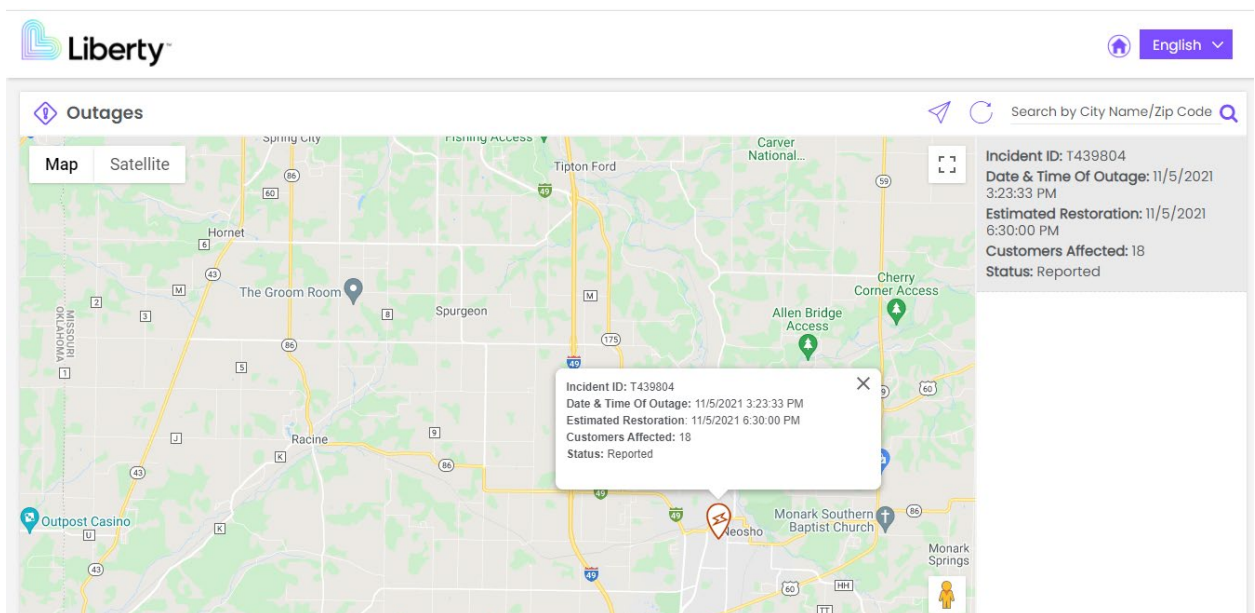 Liberty™
English
Outages
Search by City Name/Zip Code
Map
Satellite
Spring City
Fishing Access
Carver
National...
86
Tipton Ford
49
59
60
Hornet
6
43
Cherry
Corner Access
M
The Groom Room
M
2
3
8
Spurgeon
Allen Bridge
Access
MISSOURI
OKLAHOMA
86
175
49
1
5
60
Incident ID: T439804
Date & Time Of Outage: 11/5/2021 3:23:33 PM
Estimated Restoration: 11/5/2021 6:30:00 PM
Customers Affected: 18
Status: Reported
J
Racine
9
K
86
43
49
Outpost Casino
U
K
49
Neosho
Monark Southern
Baptist Church
86
Monark
Springs
43
49
60
HH
TT
Incident ID: T439804
Date & Time Of Outage: 11/5/2021
3:23:33 PM
Estimated Restoration: 11/5/2021
6:30:00 PM
Customers Affected: 18
Status: Reported